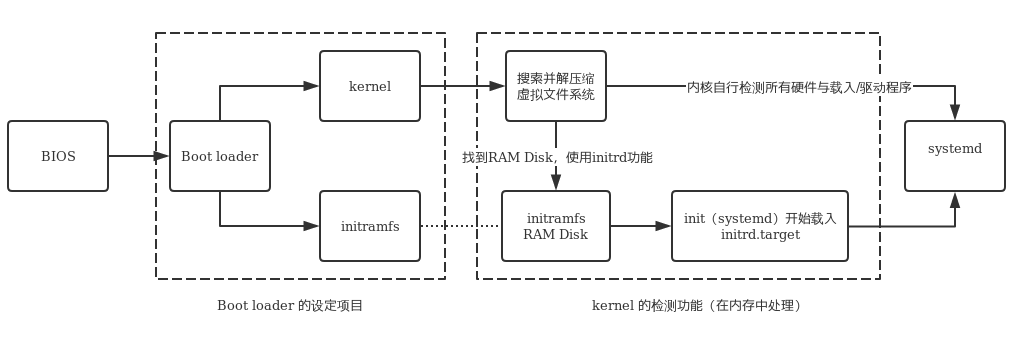 BIOS
Boot loader
kernel
initramfs
Boot loader 的设定项目
搜索并解压缩
虚拟文件系统
内核自行检测所有硬件与载入/驱动程序
找到RAM Disk，使用initrd功能
initramfs
RAM Disk
init（systemd）开始载入
initrd.target
systemd
kernel 的检测功能（在内存中处理）